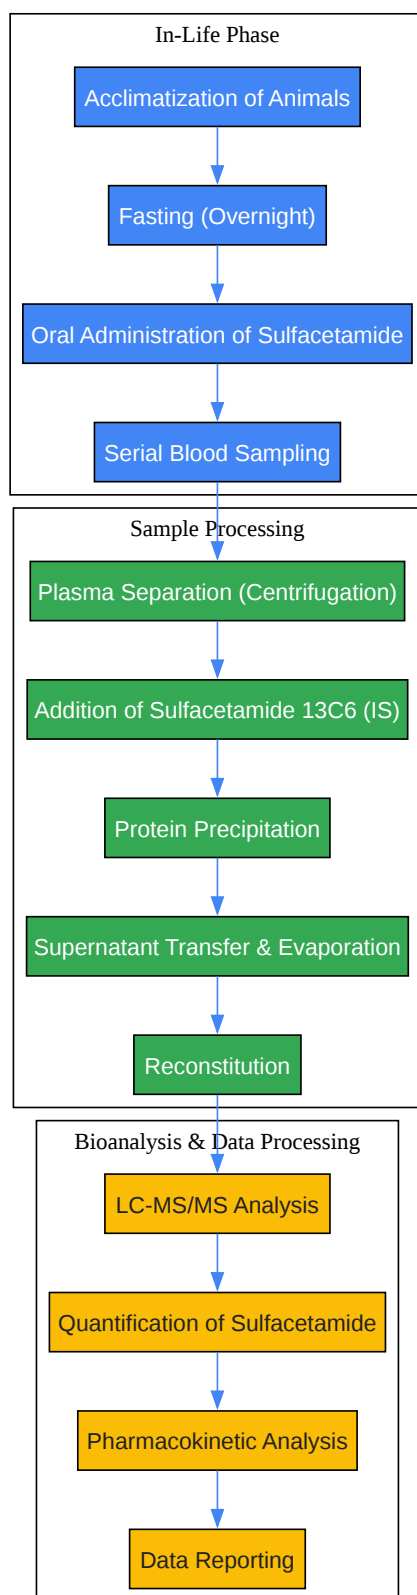 In-Life Phase
Acclimatization of Animals
Fasting (Overnight)
Oral Administration of Sulfacetamide
Serial Blood Sampling
Sample Processing
Plasma Separation (Centrifugation)
Addition of Sulfacetamide 13C6 (IS)
Protein Precipitation
Supernatant Transfer & Evaporation
Reconstitution
Bioanalysis & Data Processing
LC-MS/MS Analysis
Quantification of Sulfacetamide
Pharmacokinetic Analysis
Data Reporting